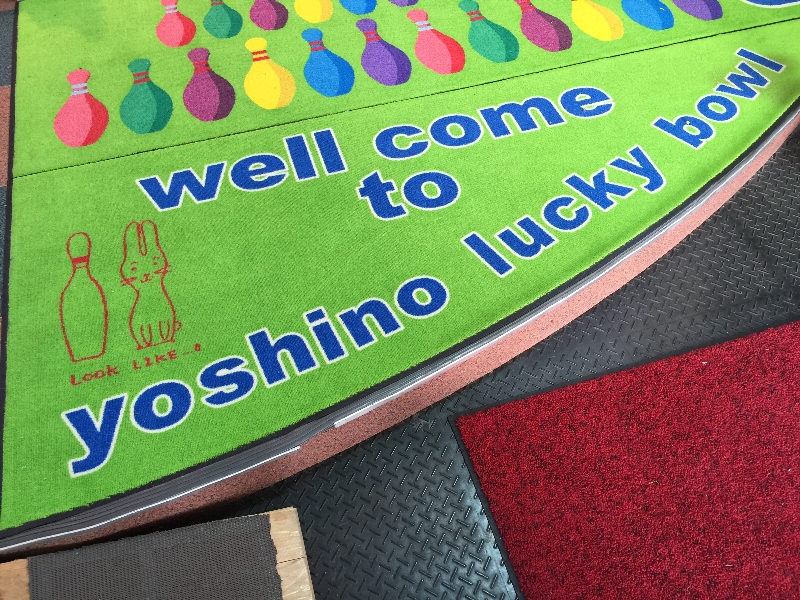 well come
to
yoshino lucky bowl
Look LIKE...